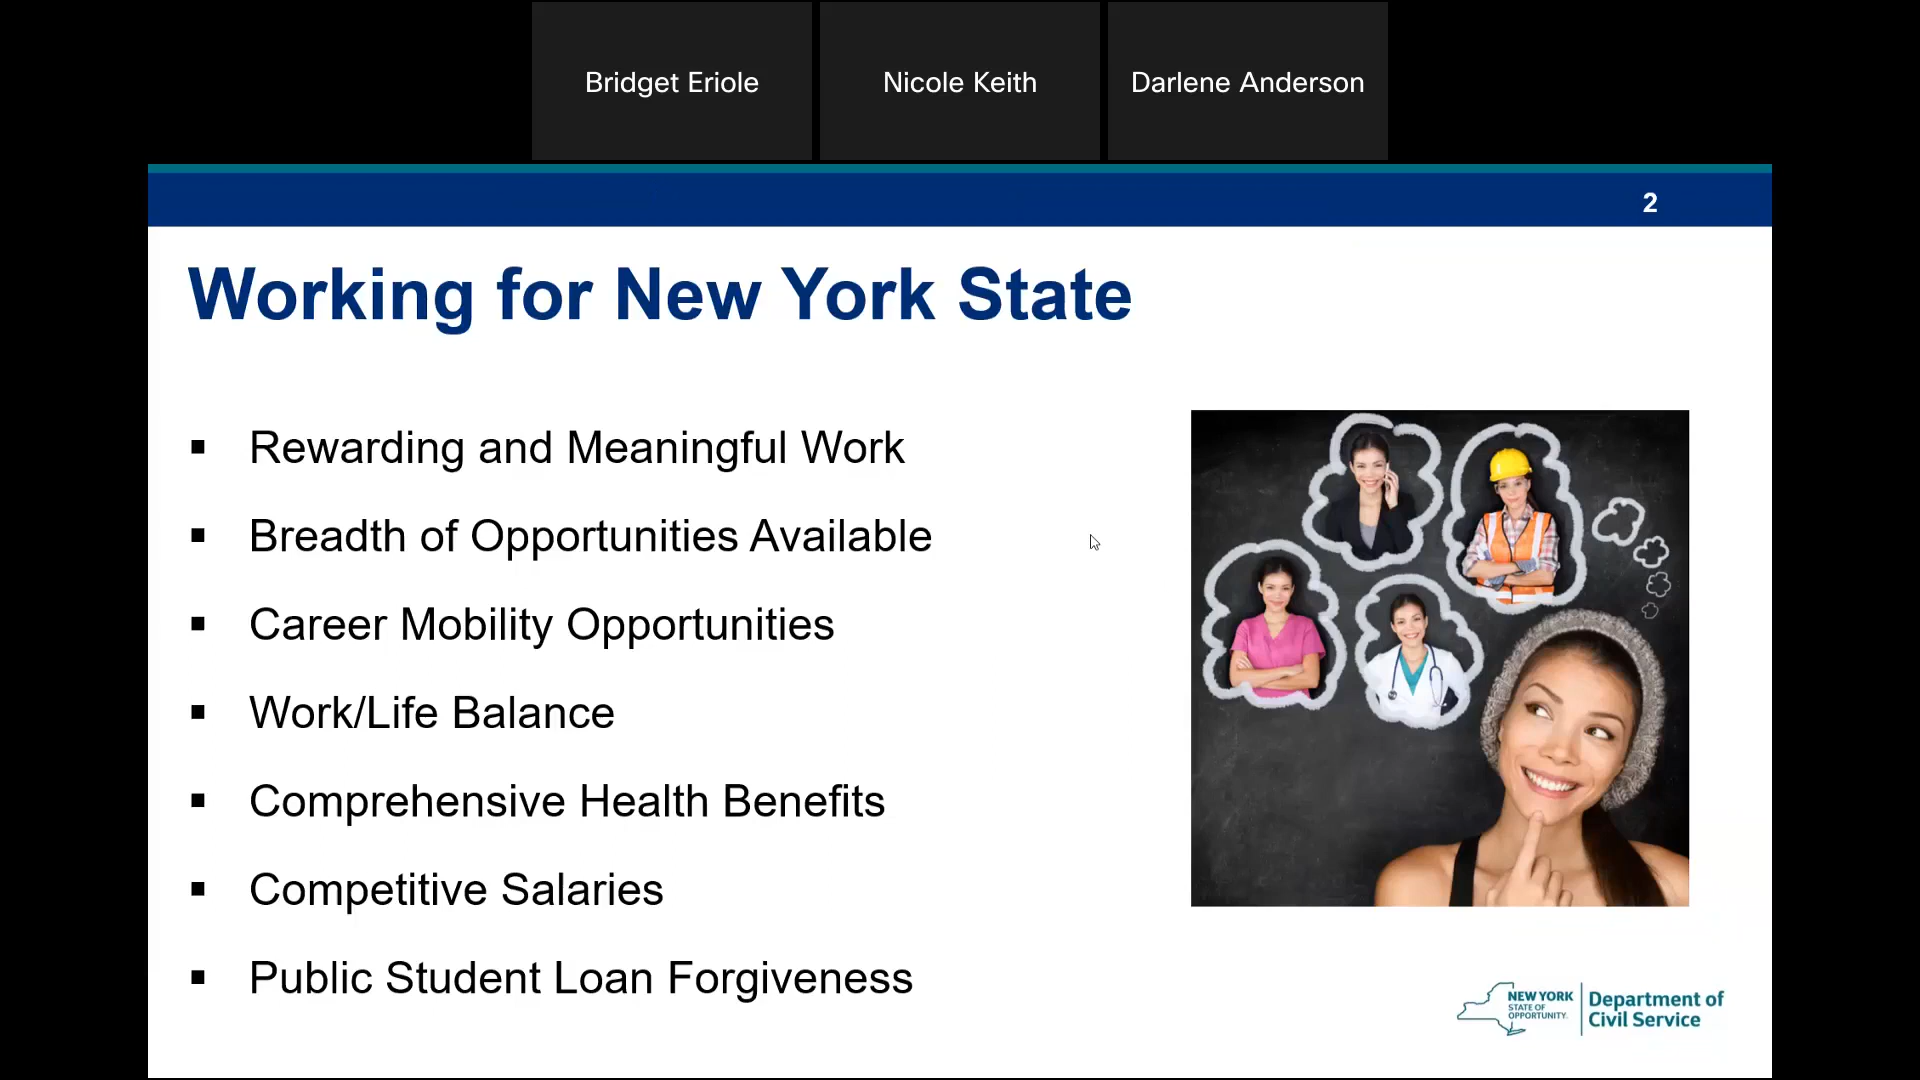 Bridget Eriole
Nicole Keith
Darlene Anderson
2
Working for New York State
▪ Rewarding and Meaningful Work
▪ Breadth of Opportunities Available
▪ Career Mobility Opportunities
▪ Work/Life Balance
▪ Comprehensive Health Benefits
▪ Competitive Salaries
▪ Public Student Loan Forgiveness
NEW YORK
STATE OF
OPPORTUNITY.
Department of
Civil Service